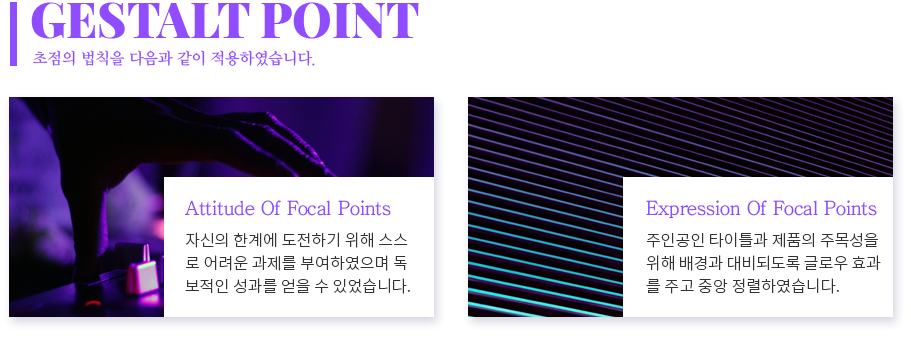 GESTALT POINT
초점의 법칙을 다음과 같이 적용하였습니다.
Attitude Of Focal Points
자신의 한계에 도전하기 위해 스스
로 어려운 과제를 부여하였으며 독
보적인 성과를 얻을 수 있었습니다.
Expression Of Focal Points
주인공인 타이틀과 제품의 주목성을
위해 배경과 대비되도록 글로우 효과
를 주고 중앙 정렬하였습니다.